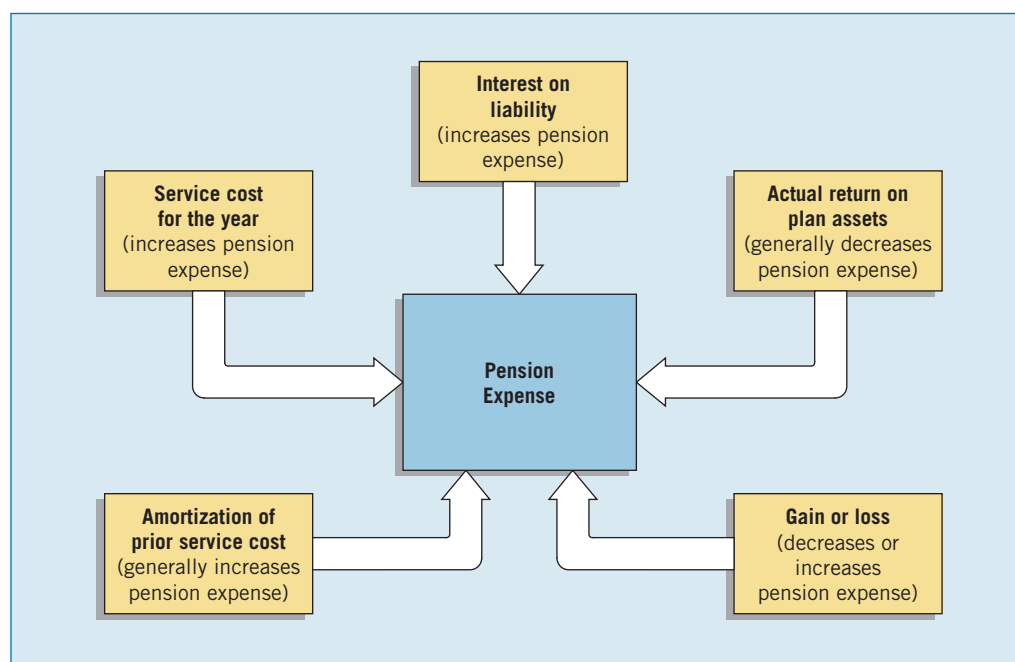 Interest on
liability
(increases pension
expense)
Service cost
for the year
(increases pension
expense)
Actual return on
plan assets
(generally decreases
pension expense)
Pension
Expense
Amortization of
prior service cost
(generally increases
pension expense)
Gain or loss
(decreases or
increases
pension expense)